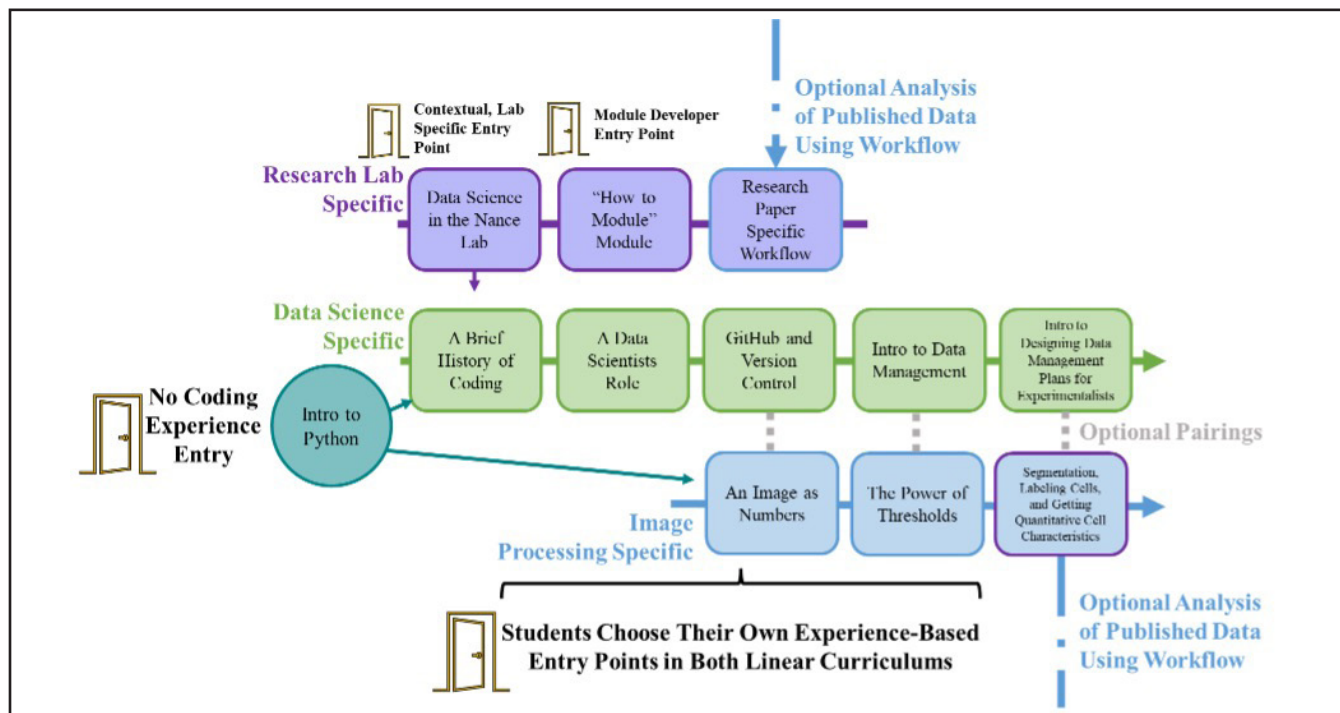 Optional Analysis
of Published Data
Using Workflow
Contextual, Lab
Specific Entry
Point
Module Developer
Entry Point
Research Lab
Specific
Data Science
in the Nance
Lab
“How to
Module”
Module
Research
Paper
Specific
Workflow
Data Science
Specific
A Brief
History of
Coding
A Data
Scientists
Role
GitHub and
Version
Control
Intro to Data
Management
Intro to
Designing Data
Management
Plans for
Experimentalists
No Coding
Experience
Entry
Intro to
Python
Optional Pairings
Image
Processing Specific
An Image as
Numbers
The Power of
Thresholds
Segmentation,
Labeling Cells,
and Getting
Quantitative Cell
Characteristics
Students Choose Their Own Experience-Based
Entry Points in Both Linear Curriculums
Optional Analysis
of Published Data
Using Workflow